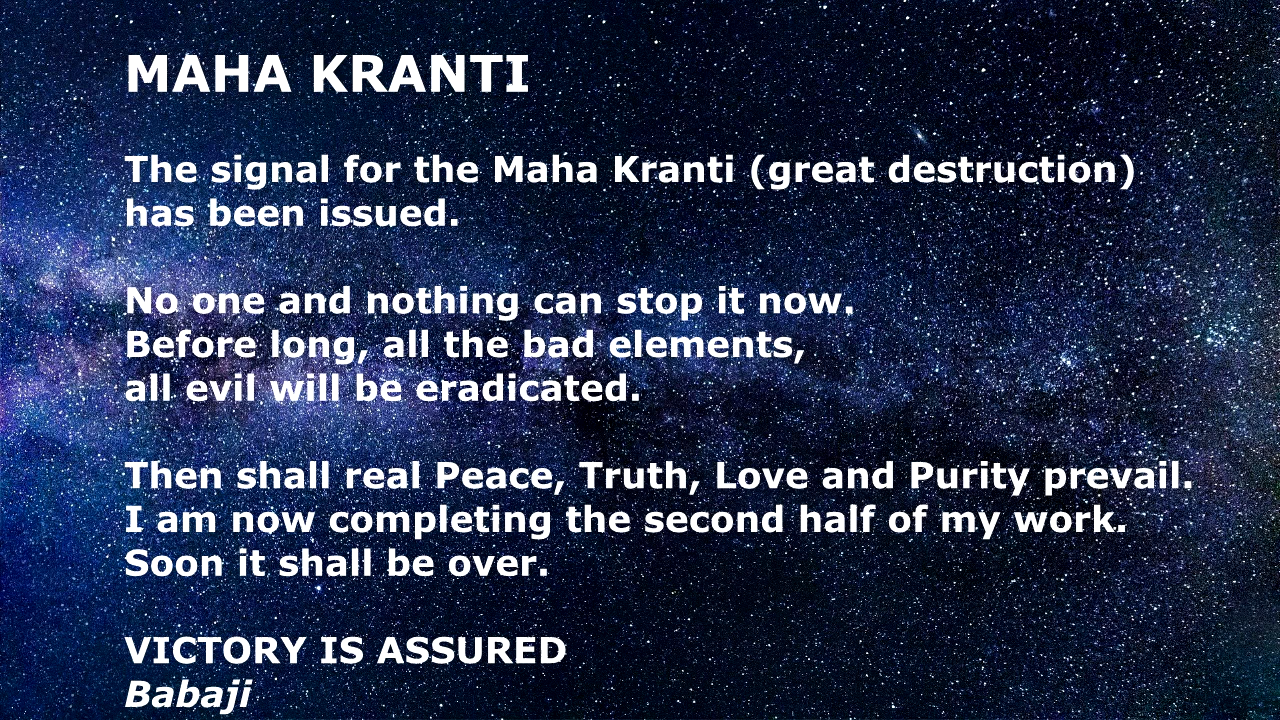 MAHA KRANTI
The signal for the Maha Kranti (great destruction)
has been issued.
No one and nothing can stop it now.
Before long, all the bad elements,
all evil will be eradicated.
Then shall real Peace, Truth, Love and Purity prevail.
I am now completing the second half of my work.
Soon it shall be over.
VICTORY IS ASSURED
Babaji